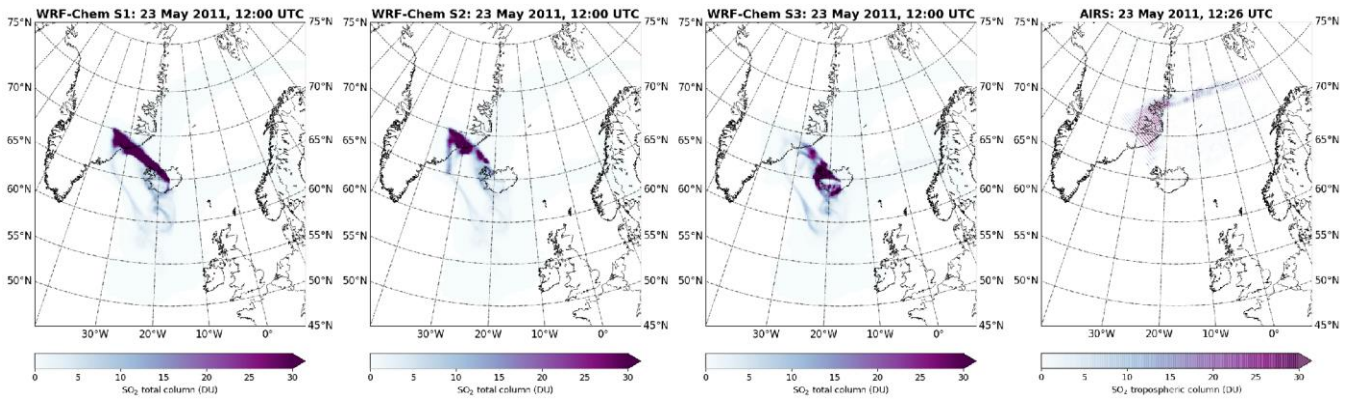 WRF-Chem S1: 23 May 2011, 12:00 UTC
75°N
75°N
70°N
70°N
65°N
65°N
60°N
60°N
55°N
55°N
50°N
50°N
45°N
30°W 20°W 10°W 0°
0 5 10 15 20 25 30
SO₂ total column (DU)
WRF-Chem S2: 23 May 2011, 12:00 UTC
75°N
70°N
65°N
60°N
55°N
50°N
45°N
30°W 20°W 10°W 0°
0 5 10 15 20 25 30
SO₂ total column (DU)
WRF-Chem S3: 23 May 2011, 12:00 UTC
75°N
70°N
65°N
60°N
55°N
50°N
45°N
30°W 20°W 10°W 0°
0 5 10 15 20 25 30
SO₂ total column (DU)
AIRS: 23 May 2011, 12:26 UTC
75°N
70°N
65°N
60°N
55°N
50°N
45°N
30°W 20°W 10°W 0°
0 5 10 15 20 25 30
SO₂ tropospheric column (DU)